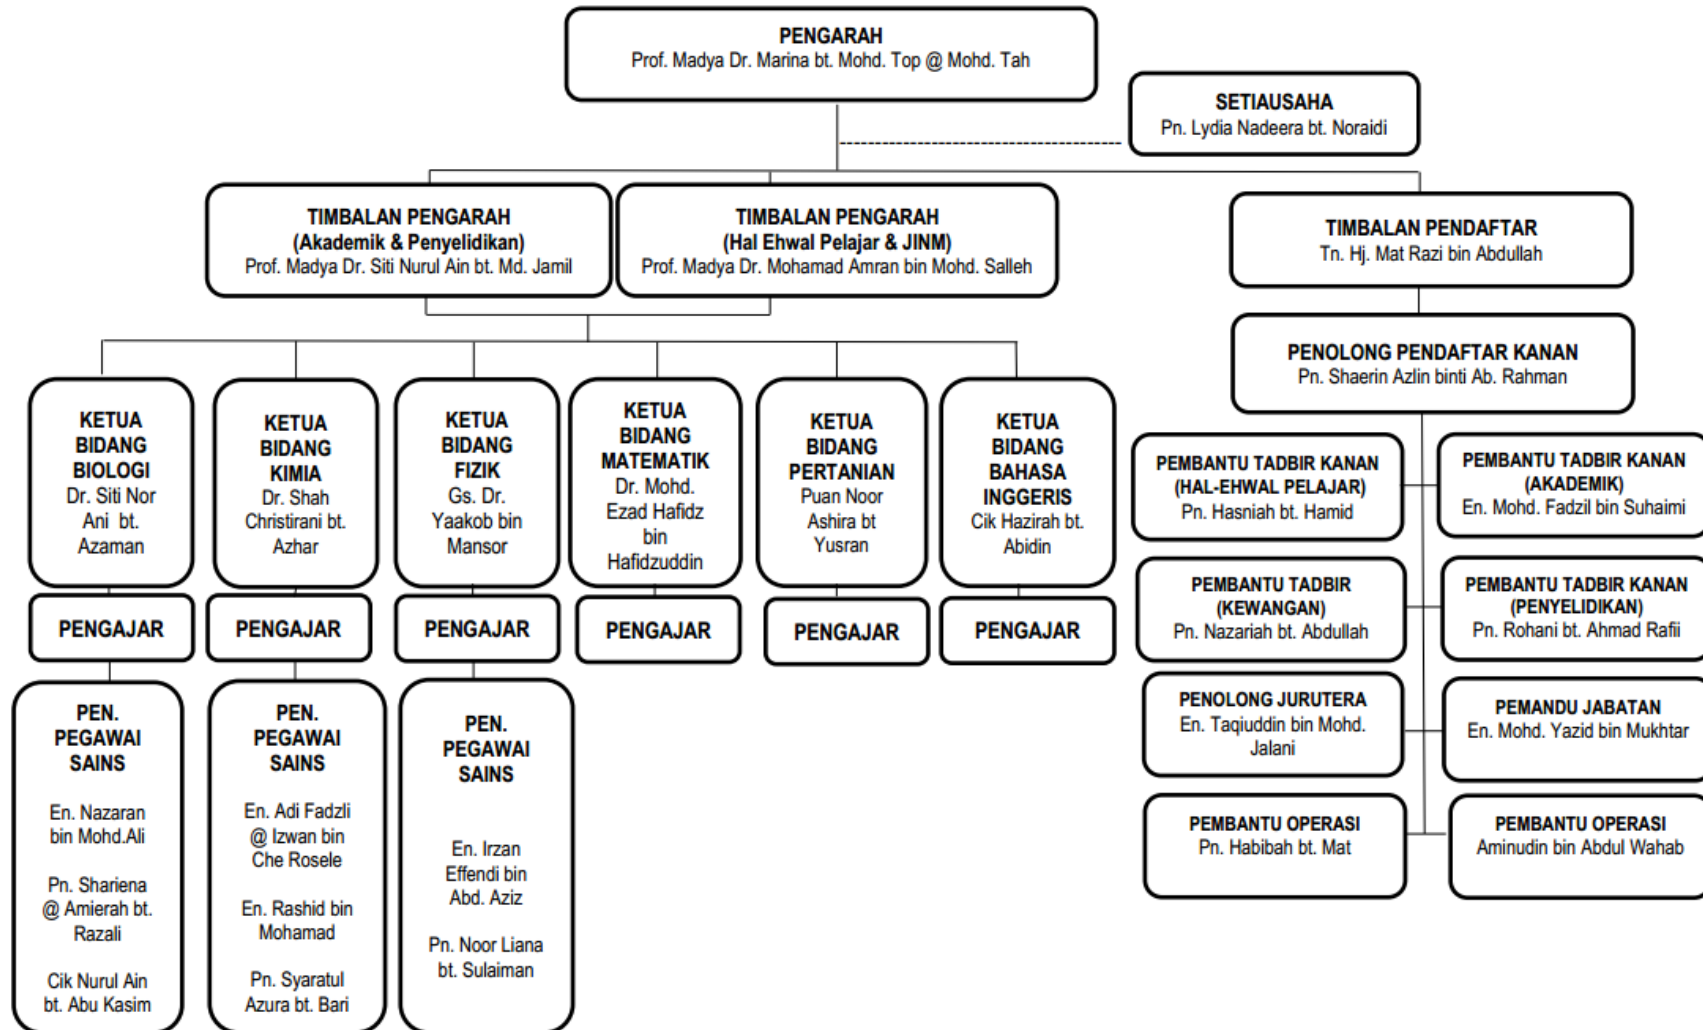 PENGARAH
Prof. Madya Dr. Marina bt. Mohd. Top @ Mohd. Tah
SETIAUSAHA
Pn. Lydia Nadeera bt. Noraidi
TIMBALAN PENGARAH
(Akademik & Penyelidikan)
Prof. Madya Dr. Siti Nurul Ain bt. Md. Jamil
TIMBALAN PENGARAH
(Hal Ehwal Pelajar & JINM)
Prof. Madya Dr. Mohamad Amran bin Mohd. Salleh
TIMBALAN PENDAFTAR
Tn. Hj. Mat Razi bin Abdullah
PENOLONG PENDAFTAR KANAN
Pn. Shaerin Azlin binti Ab. Rahman
KETUA
BIDANG
BIOLOGI
Dr. Siti Nor
Ani bt.
Azaman
KETUA
BIDANG
KIMIA
Dr. Shah
Christirani bt.
Azhar
KETUA
BIDANG
FIZIK
Gs. Dr.
Yaakob bin
Mansor
KETUA
BIDANG
MATEMATIK
Dr. Mohd.
Ezad Hafidz
bin
Hafidzuddin
KETUA
BIDANG
PERTANIAN
Puan Noor
Ashira bt
Yusran
KETUA
BIDANG
BAHASA
INGGERIS
Cik Hazirah bt.
Abidin
PENGAJAR
PENGAJAR
PENGAJAR
PENGAJAR
PENGAJAR
PENGAJAR
PEN.
PEGAWAI
SAINS
En. Nazaran
bin Mohd.Ali
Pn. Shariena
@ Amierah bt.
Razali
Cik Nurul Ain
bt. Abu Kasim
PEN.
PEGAWAI
SAINS
En. Adi Fadzli
@ Izwan bin
Che Rosele
En. Rashid bin
Mohamad
Pn. Syaratul
Azura bt. Bari
PEN.
PEGAWAI
SAINS
En. Irzan
Effendi bin
Abd. Aziz
Pn. Noor Liana
bt. Sulaiman
PEMBANTU TADBIR KANAN
(HAL-EHWAL PELAJAR)
Pn. Hasniah bt. Hamid
PEMBANTU TADBIR KANAN
(AKADEMIK)
En. Mohd. Fadzil bin Suhaimi
PEMBANTU TADBIR
(KEWANGAN)
Pn. Nazariah bt. Abdullah
PEMBANTU TADBIR KANAN
(PENYELIDIKAN)
Pn. Rohani bt. Ahmad Rafii
PENOLONG JURUTERA
En. Taqiuddin bin Mohd.
Jalani
PEMANDU JABATAN
En. Mohd. Yazid bin Mukhtar
PEMBANTU OPERASI
Pn. Habibah bt. Mat
PEMBANTU OPERASI
Aminudin bin Abdul Wahab